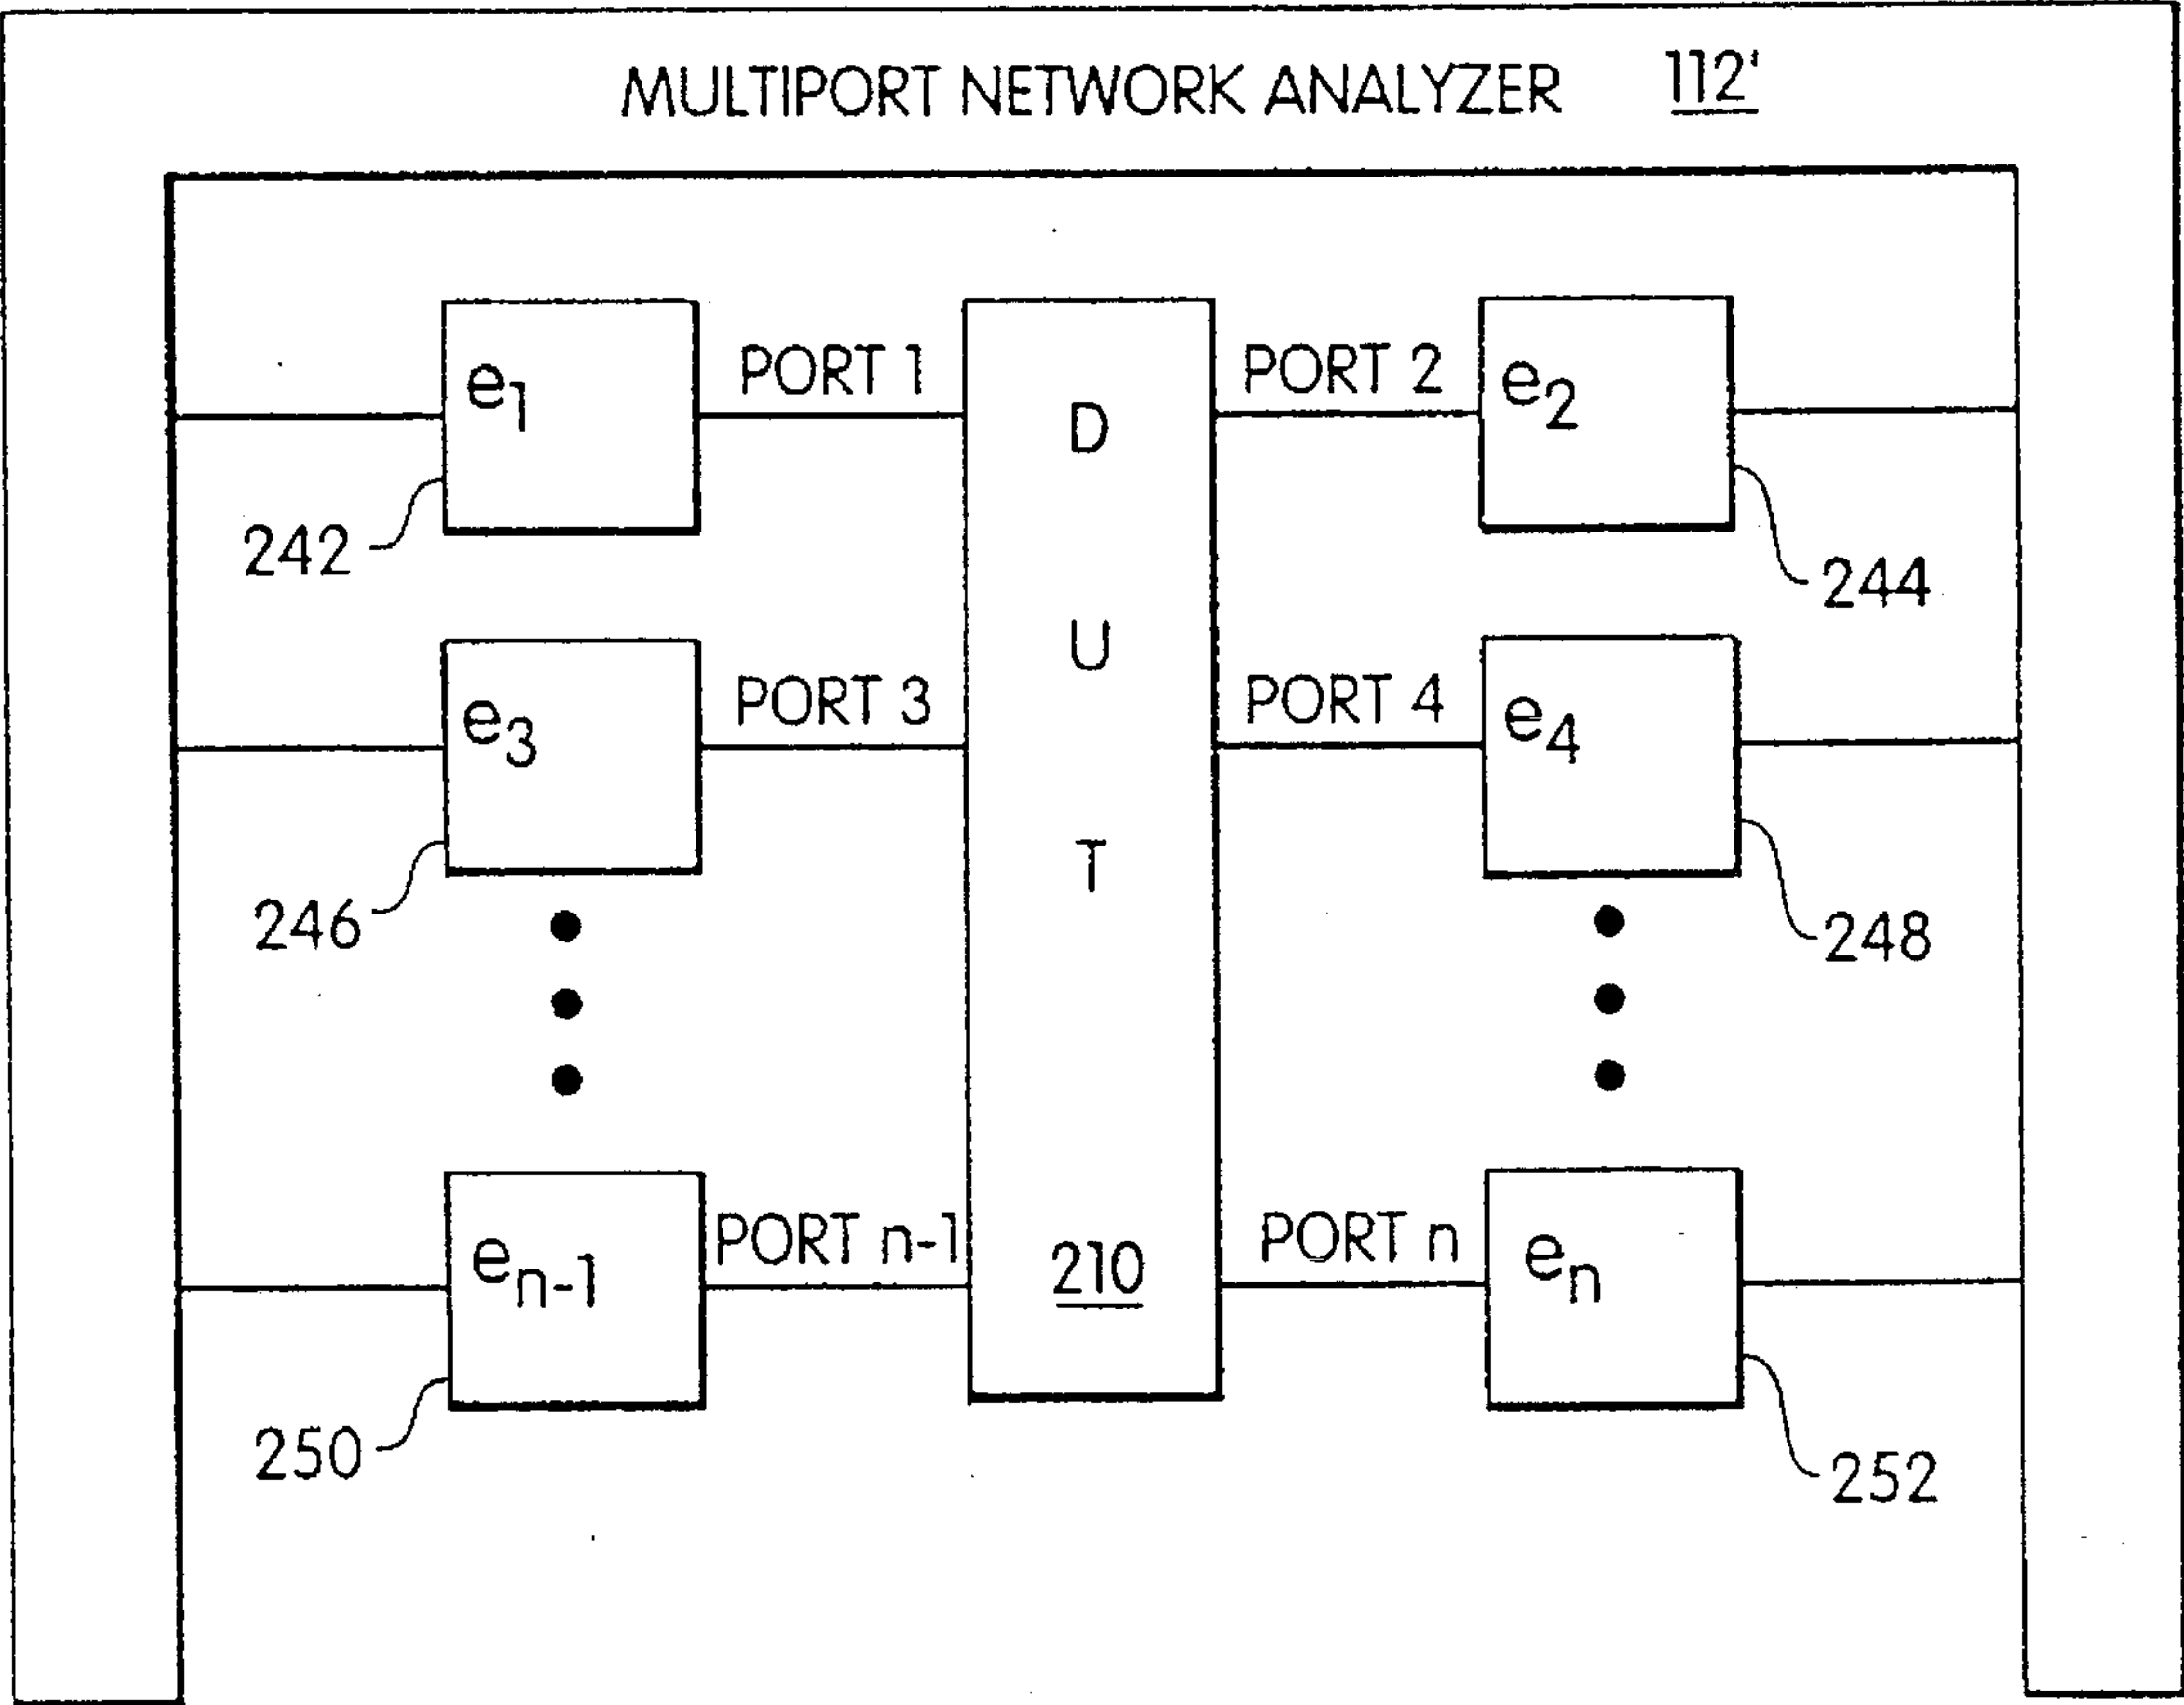 MULTIPORT NETWORK ANALYZER 112'
e1 PORT 1 PORT 2 e2
D
242 244
U
e3 PORT 3 PORT 4 e4
T
246 248
en-1 PORT n-1 210 PORT n en
250 252